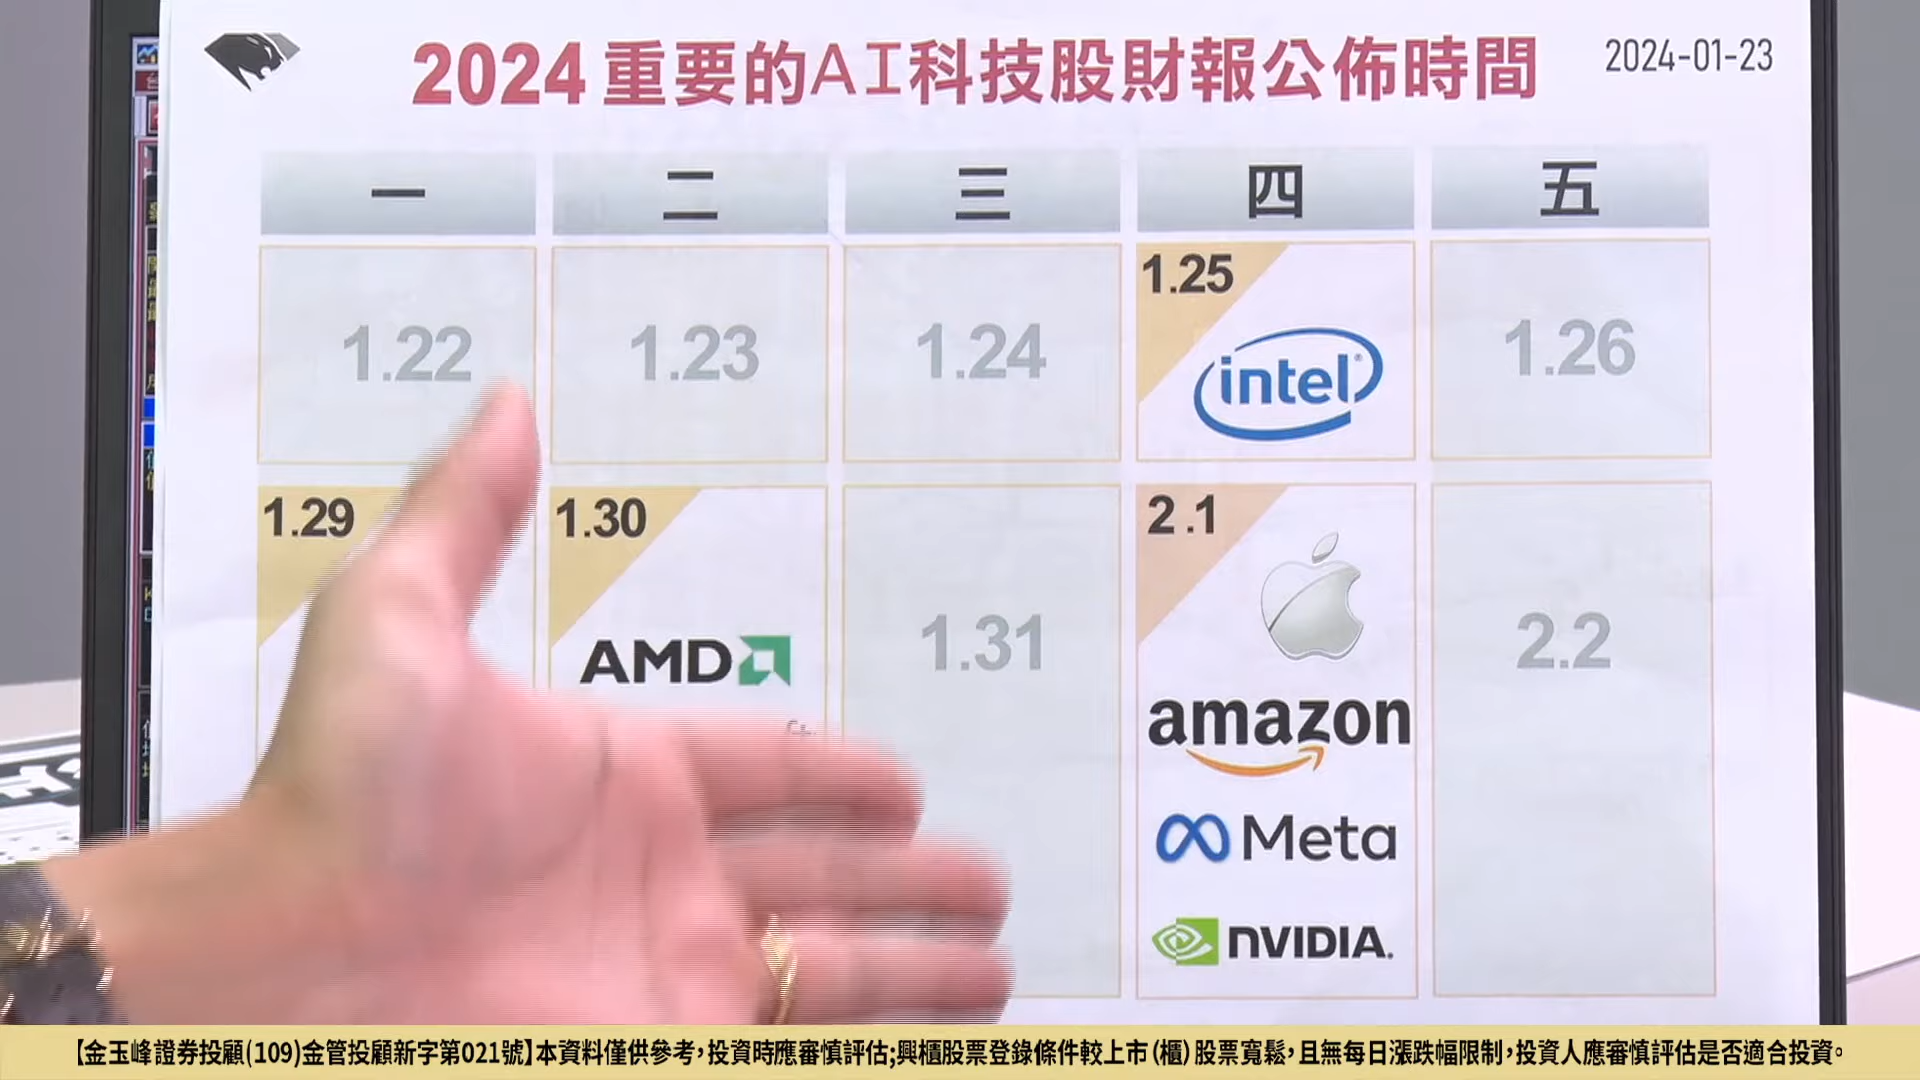 2024重要的AI科技股財報公佈時間
2024-01-23
一 二 三 四 五
1.22 1.23 1.24 1.25 1.26
intel
1.29 1.30 1.31 2.1 2.2
AMD
amazon
Meta
NVIDIA.
【金玉峰證券投顧(109)金管投顧新字第021號】本資料僅供參考,投資時應審慎評估;興櫃股票登錄條件較上市(櫃)股票寬鬆,且無每日漲跌幅限制,投資人應審慎評估是否適合投資。